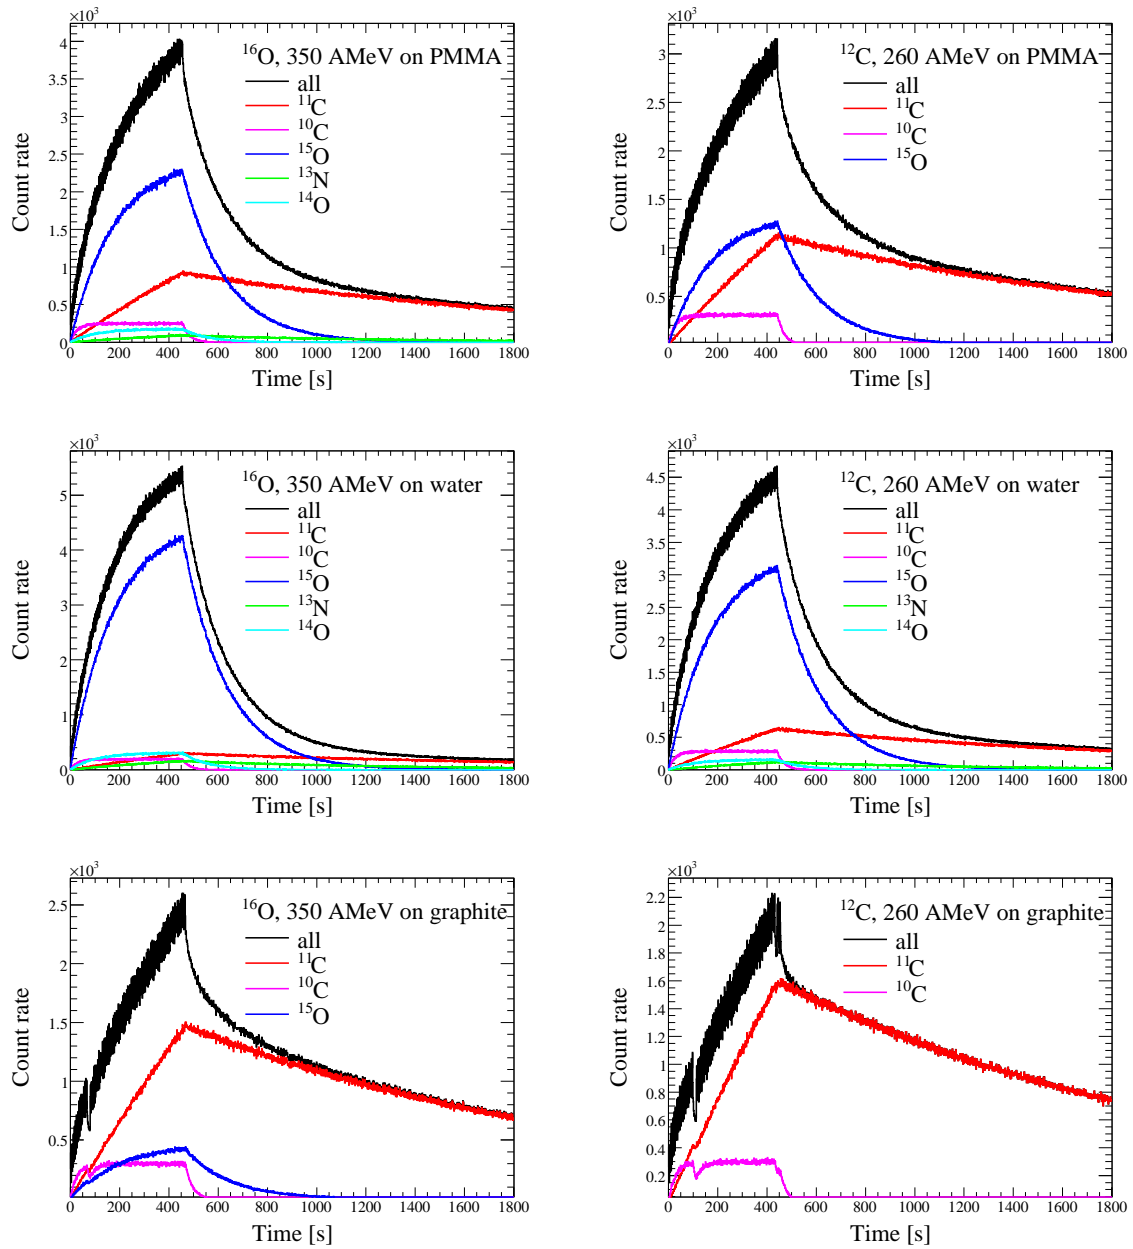 ×10³
¹⁶O, 350 AMeV on PMMA
all
¹¹C
¹⁰C
¹⁵O
¹³N
¹⁴O
Count rate
4
3.5
3
2.5
2
1.5
1
0.5
0
0 200 400 600 800 1000 1200 1400 1600 1800
Time [s]
×10³
¹²C, 260 AMeV on PMMA
all
¹¹C
¹⁰C
¹⁵O
Count rate
3
2.5
2
1.5
1
0.5
0 200 400 600 800 1000 1200 1400 1600 1800
Time [s]
×10³
¹⁶O, 350 AMeV on water
all
¹¹C
¹⁰C
¹⁵O
¹³N
¹⁴O
Count rate
5
4
3
2
1
0
0 200 400 600 800 1000 1200 1400 1600 1800
Time [s]
×10³
¹²C, 260 AMeV on water
all
¹¹C
¹⁰C
¹⁵O
¹³N
¹⁴O
Count rate
4.5
4
3.5
3
2.5
2
1.5
1
0.5
0
0 200 400 600 800 1000 1200 1400 1600 1800
Time [s]
×10³
¹⁶O, 350 AMeV on graphite
all
¹¹C
¹⁰C
¹⁵O
Count rate
2.5
2
1.5
1
0.5
0 200 400 600 800 1000 1200 1400 1600 1800
Time [s]
×10³
¹²C, 260 AMeV on graphite
all
¹¹C
¹⁰C
Count rate
2.2
2
1.8
1.6
1.4
1.2
1
0.8
0.6
0.4
0.2
0 200 400 600 800 1000 1200 1400 1600 1800
Time [s]